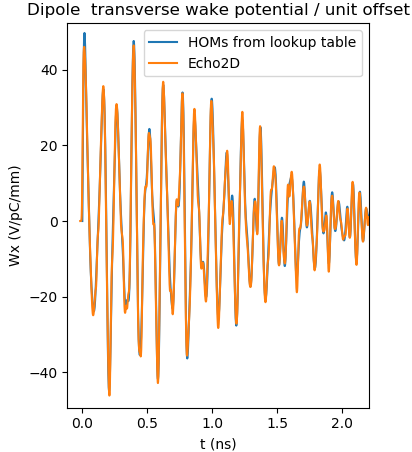 Dipole  transverse wake potential / unit offset
HOMs from lookup table
Echo2D
Wx (V/pC/mm)
40
20
0
−20
−40
0.0 0.5 1.0 1.5 2.0
t (ns)